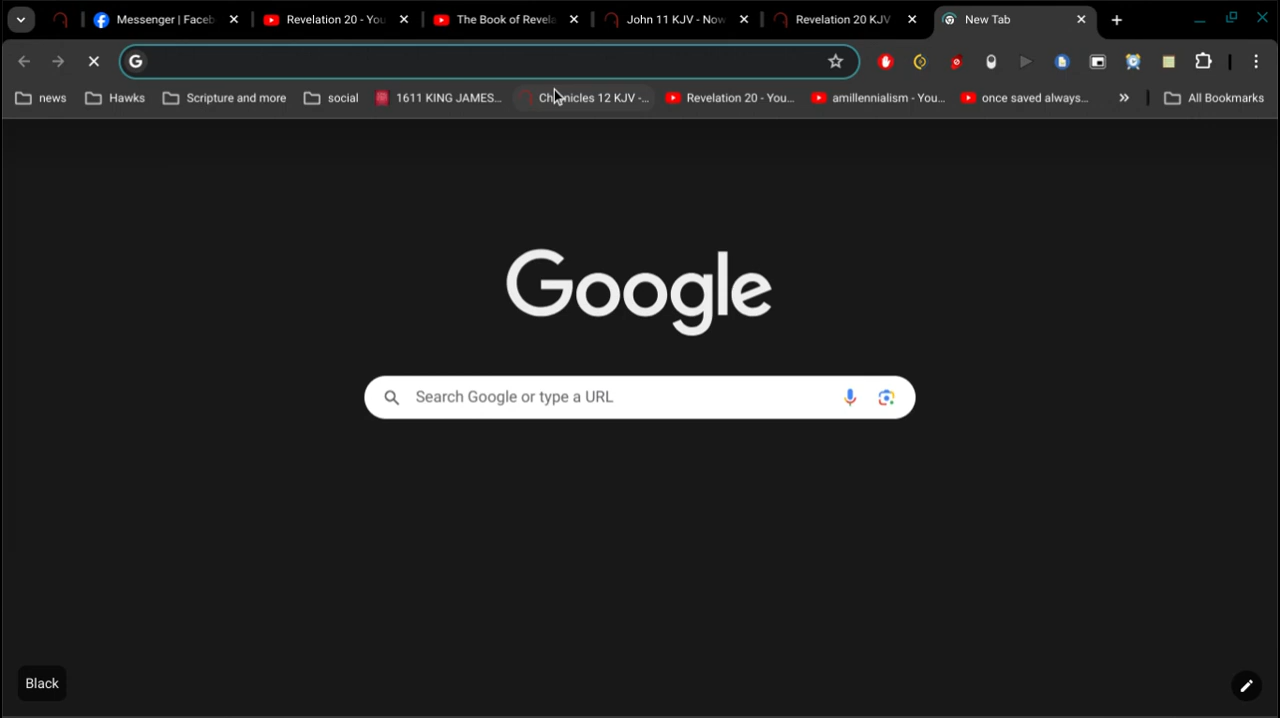 Messenger | Faceb Revelation 20 - You The Book of Revela John 11 KJV - Now Revelation 20 KJV New Tab
G
news Hawks Scripture and more social 1611 KING JAMES... Chronicles 12 KJV -... Revelation 20 - You... amillennialism - You... once saved always... » All Bookmarks
Google
Search Google or type a URL
Black